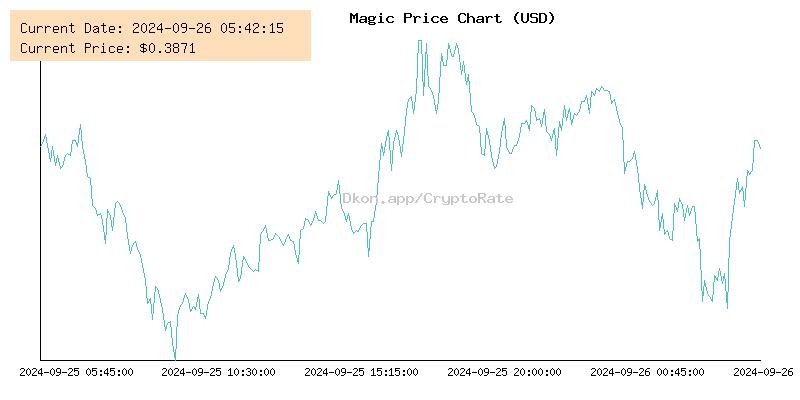 Magic Price Chart (USD)
Current Date: 2024-09-26 05:42:15
Current Price: $0.3871
Dkon.app/CryptoRate
2024-09-25 05:45:00 2024-09-25 10:30:00 2024-09-25 15:15:00 2024-09-25 20:00:00 2024-09-26 00:45:00 2024-09-26